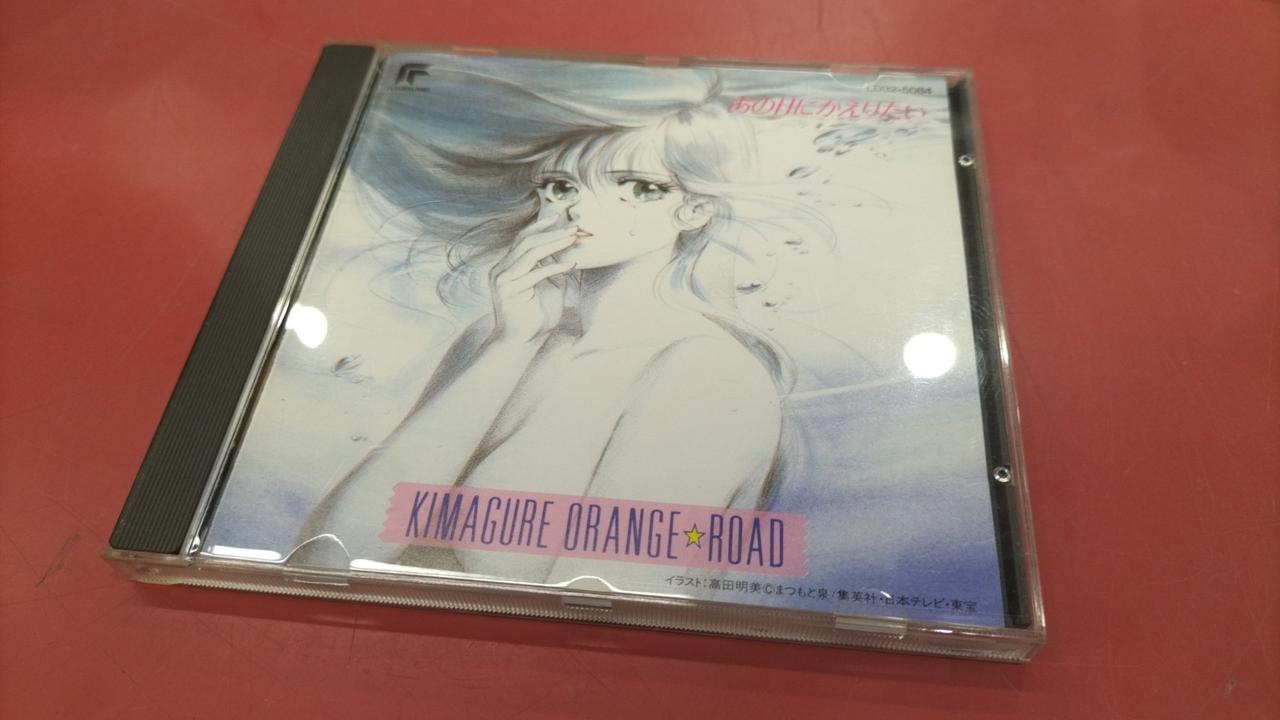 LD32-5084
あの日にかえりたい
KIMAGURE ORANGE★ROAD
イラスト:高田明美©まつもと泉/集英社・日本テレビ・東宝